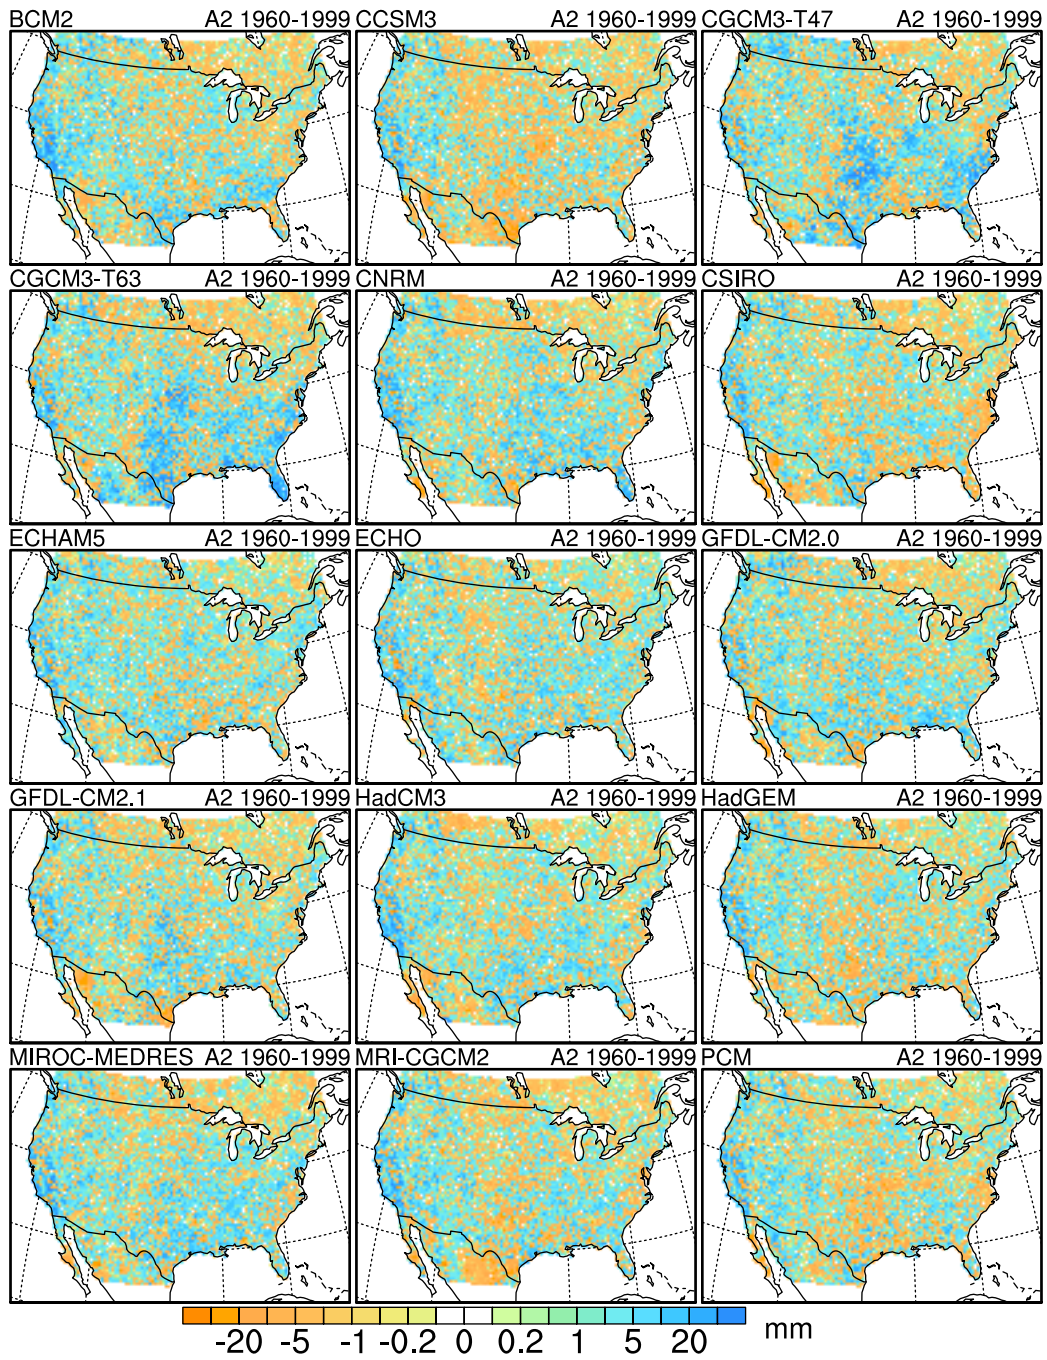 BCM2 A2 1960-1999 CCSM3 A2 1960-1999 CGCM3-T47 A2 1960-1999
CGCM3-T63 A2 1960-1999 CNRM A2 1960-1999 CSIRO A2 1960-1999
ECHAM5 A2 1960-1999 ECHO A2 1960-1999 GFDL-CM2.0 A2 1960-1999
GFDL-CM2.1 A2 1960-1999 HadCM3 A2 1960-1999 HadGEM A2 1960-1999
MIROC-MEDRES A2 1960-1999 MRI-CGCM2 A2 1960-1999 PCM A2 1960-1999
-20 -5 -1 -0.2 0 0.2 1 5 20 mm